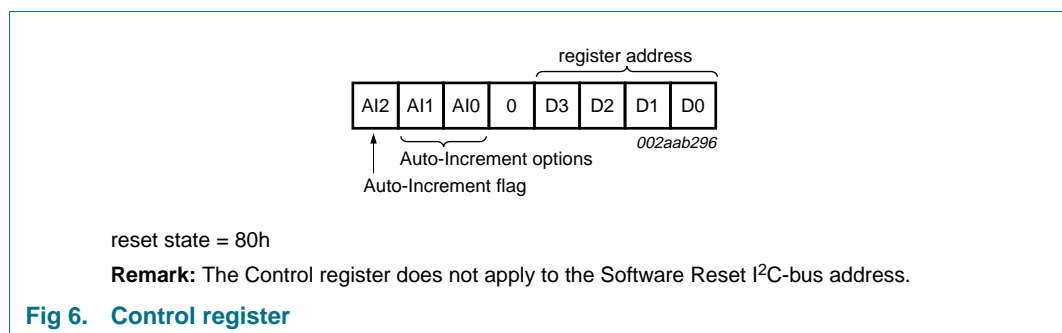 register address
AI2 AI1 AI0 0 D3 D2 D1 D0
002aab296
Auto-Increment options
Auto-Increment flag
reset state = 80h
Remark: The Control register does not apply to the Software Reset I²C-bus address.
Fig 6. Control register